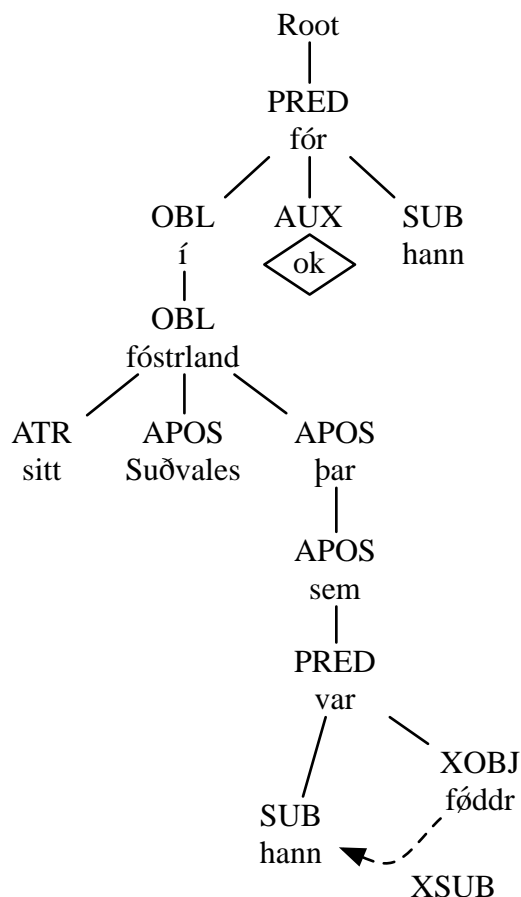 Root
PRED
fór
OBL AUX SUB
í ok hann
OBL
fóstrland
ATR APOS APOS
sitt Suðvales þar
APOS
sem
PRED
var
XOBJ
fǿddr
SUB
hann
XSUB